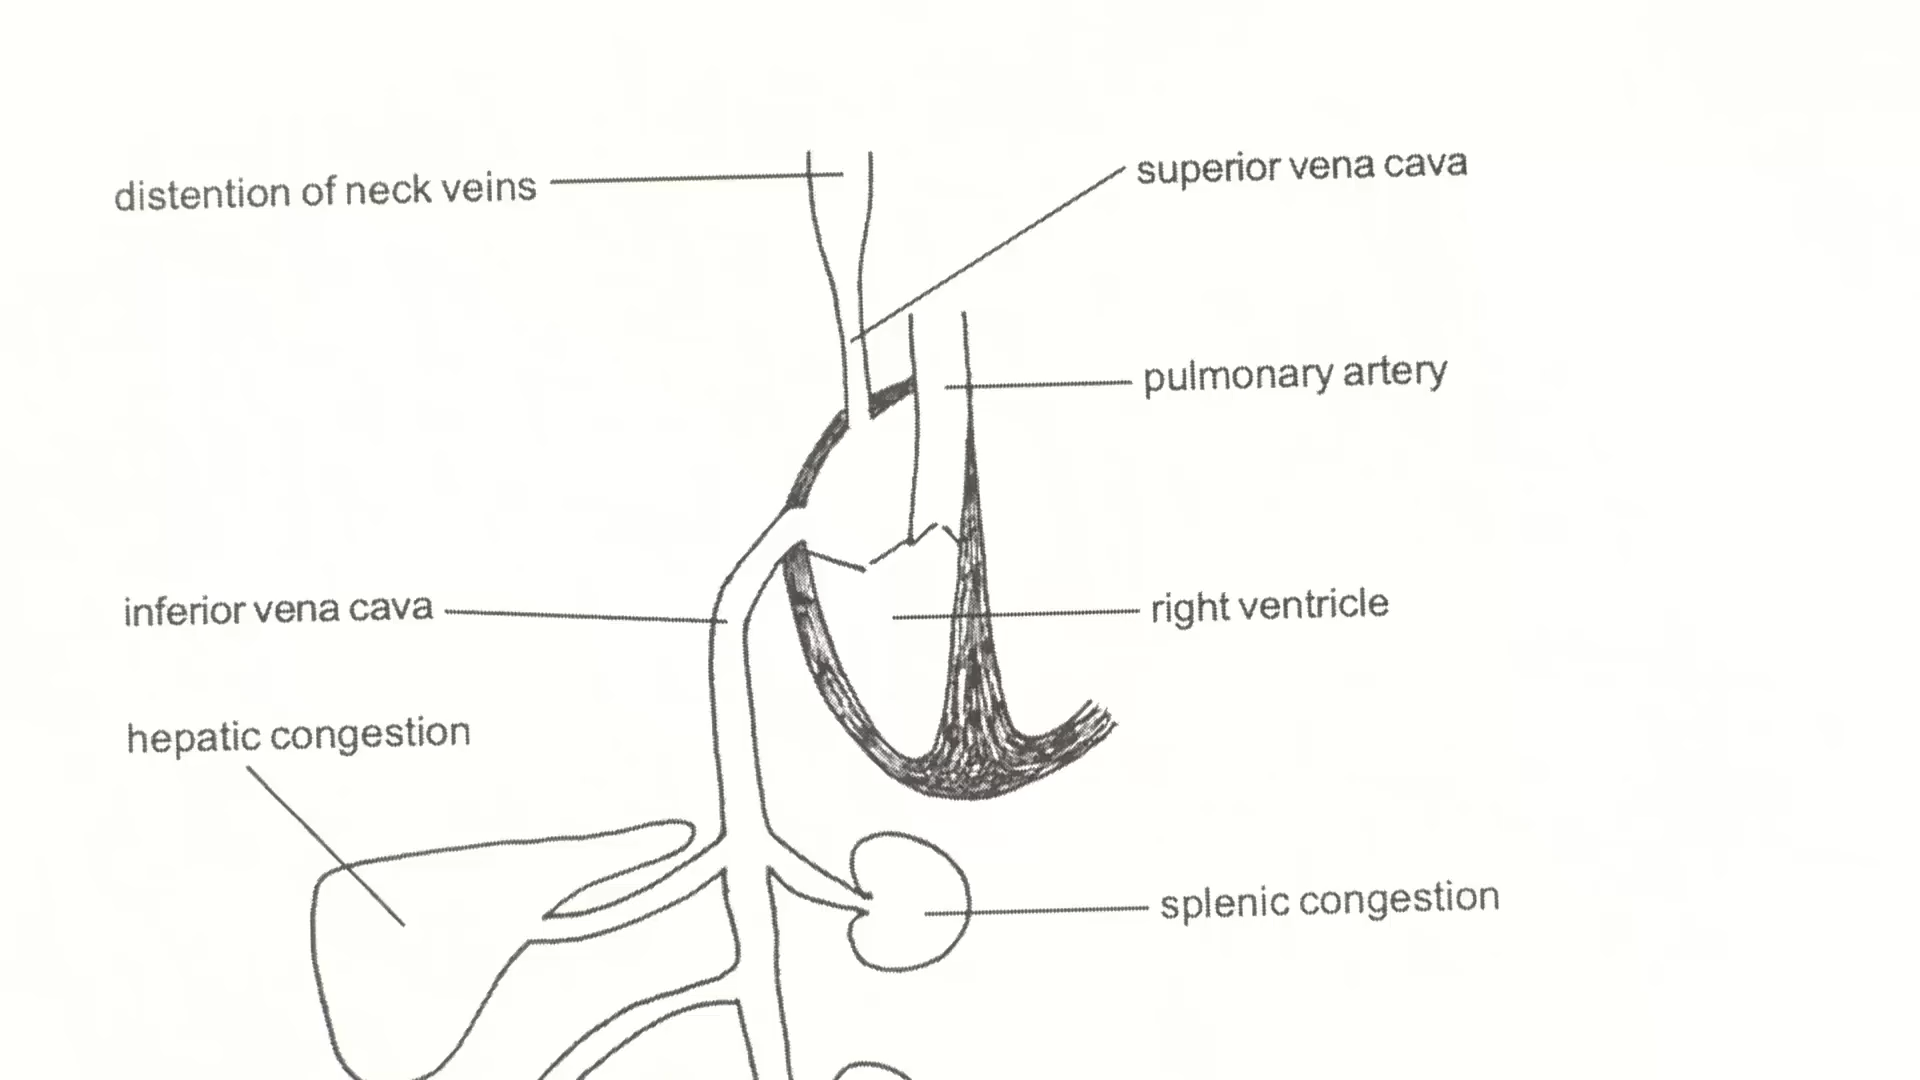 distention of neck veins
superior vena cava
pulmonary artery
inferior vena cava
right ventricle
hepatic congestion
splenic congestion